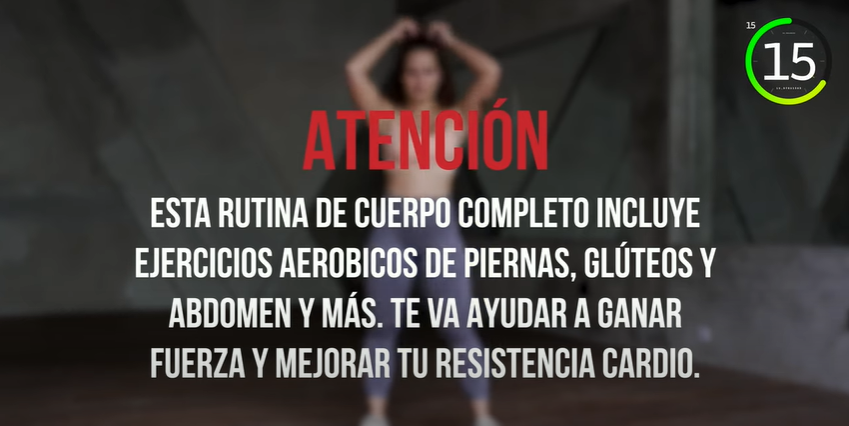 15
15
ATENCIÓN
ESTA RUTINA DE CUERPO COMPLETO INCLUYE
EJERCICIOS AEROBICOS DE PIERNAS, GLÚTEOS Y
ABDOMEN Y MÁS. TE VA AYUDAR A GANAR
FUERZA Y MEJORAR TU RESISTENCIA CARDIO.